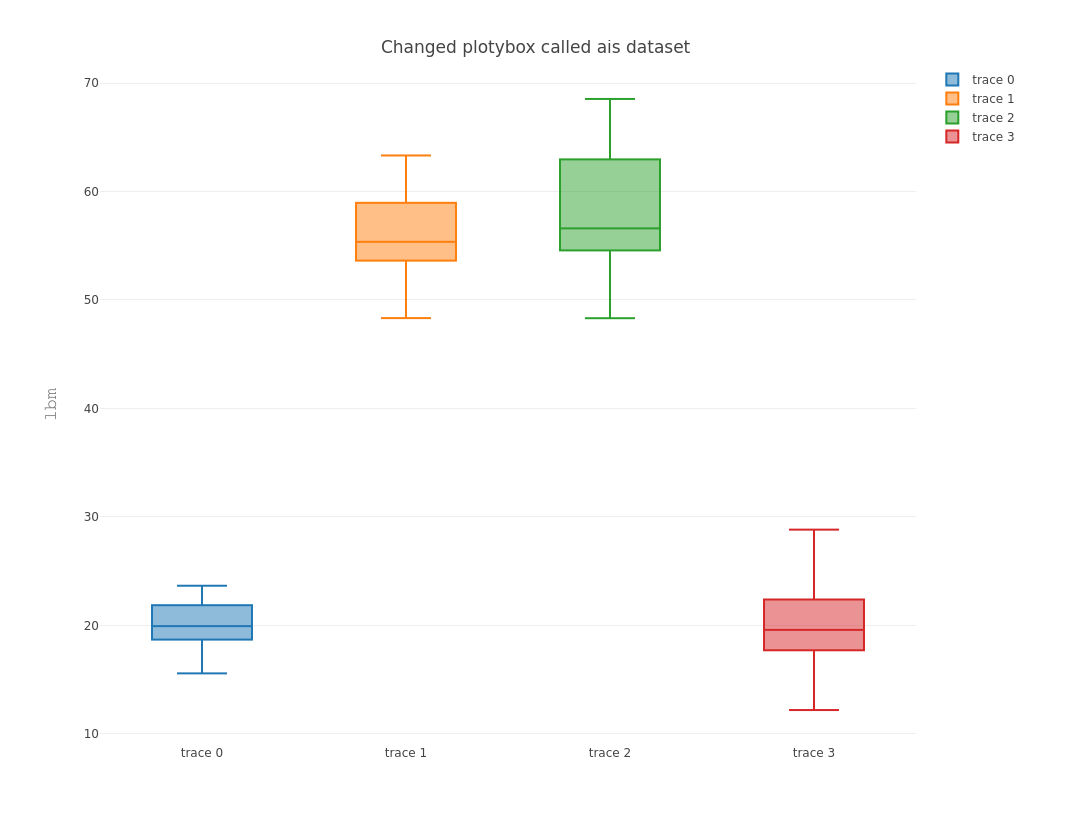 Changed plotybox called ais dataset
trace 0
trace 1
trace 2
trace 3
70
60
50
40
30
20
10
lbm
trace 0
trace 1
trace 2
trace 3